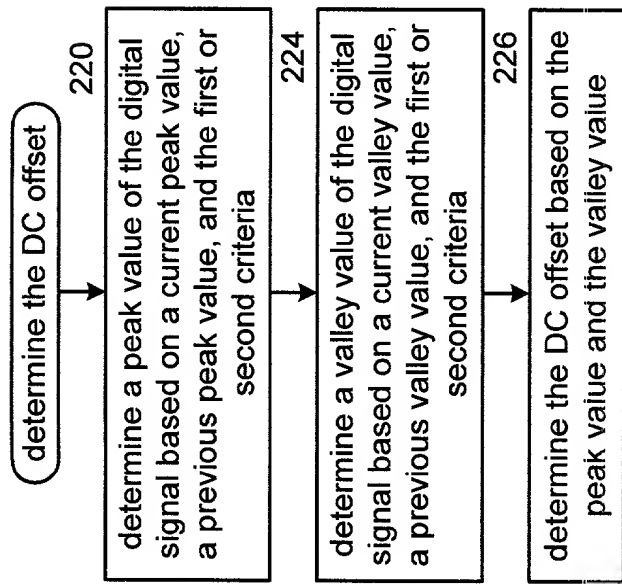 determine the DC offset
220
determine a peak value of the digital
signal based on a current peak value,
a previous peak value, and the first or
second criteria
224
determine a valley value of the digital
signal based on a current valley value,
a previous valley value, and the first or
second criteria
226
determine the DC offset based on the
peak value and the valley value